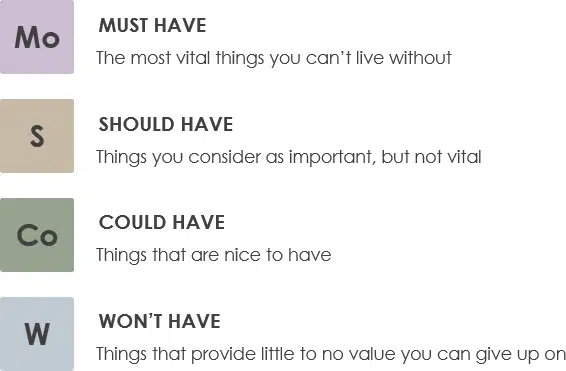 Mo
MUST HAVE
The most vital things you can’t live without
S
SHOULD HAVE
Things you consider as important, but not vital
Co
COULD HAVE
Things that are nice to have
W
WON’T HAVE
Things that provide little to no value you can give up on